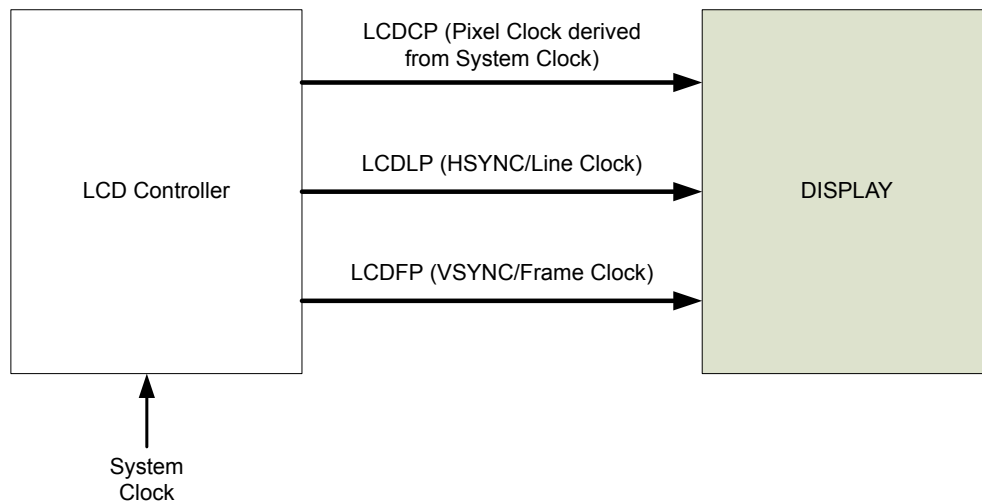 LCDCP (Pixel Clock derived
from System Clock)
LCD Controller
LCDLP (HSYNC/Line Clock)
DISPLAY
LCDFP (VSYNC/Frame Clock)
System
Clock